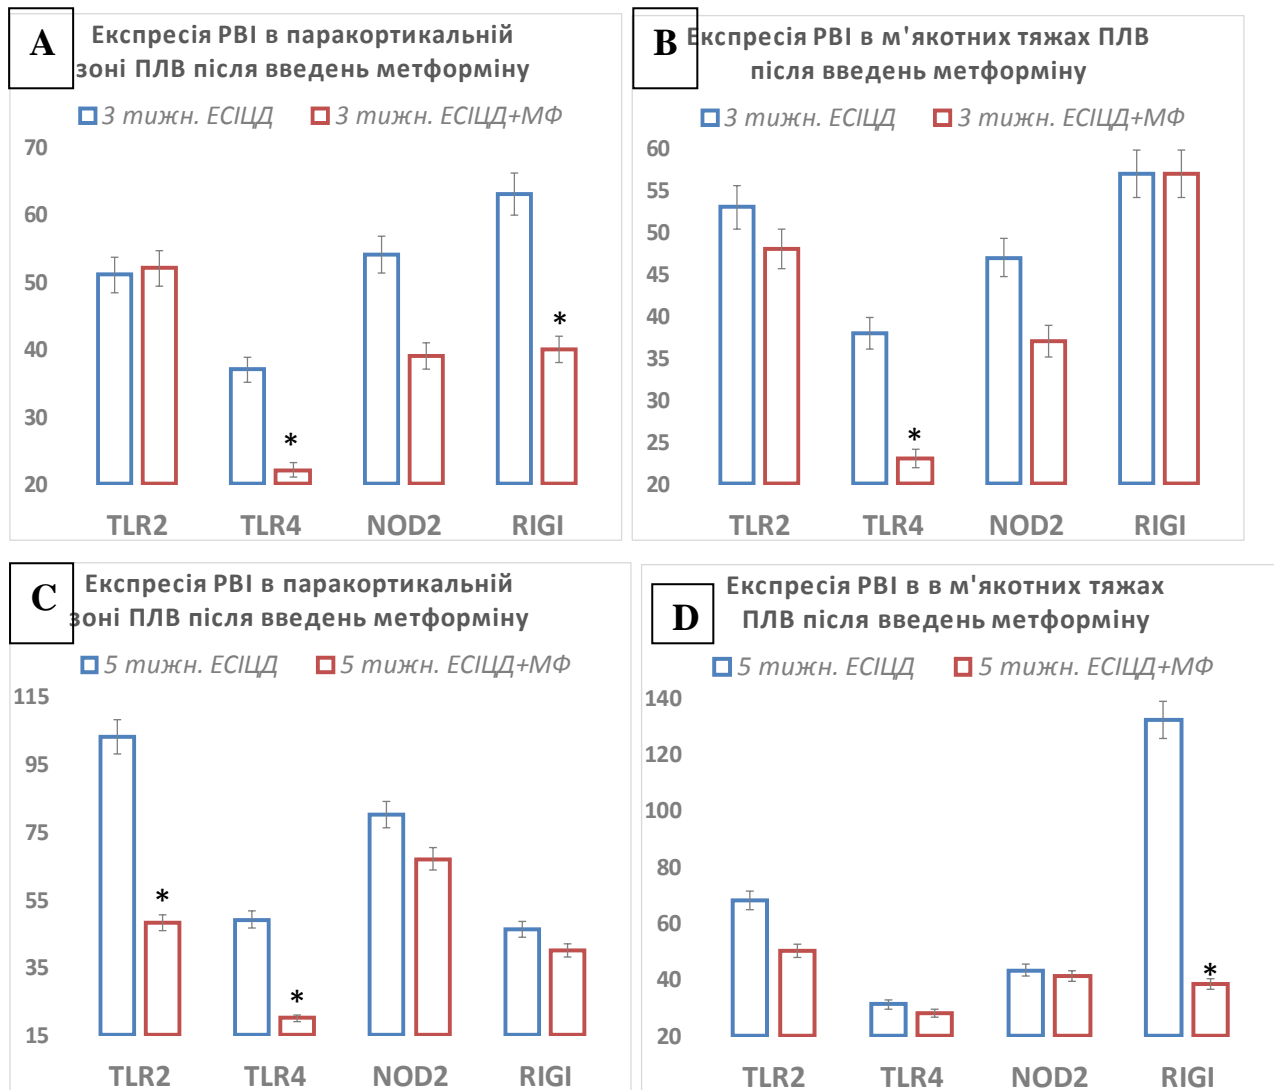 A
Експресія РВІ в паракортикальній
зоні ПЛВ після введень метформіну
3 тижн. ЕСІЦД 3 тижн. ЕСІЦД+МФ
70
60
50
40
30
20
*
*
TLR2 TLR4 NOD2 RIGI
B
Експресія РВІ в м'якотних тяжах ПЛВ
після введень метформіну
3 тижн. ЕСІЦД 3 тижн. ЕСІЦД+МФ
60
55
50
45
40
35
30
25
20
*
TLR2 TLR4 NOD2 RIGI
C
Експресія РВІ в паракортикальній
зоні ПЛВ після введень метформіну
5 тижн. ЕСІЦД 5 тижн. ЕСІЦД+МФ
115
95
75
55
35
15
*
*
TLR2 TLR4 NOD2 RIGI
D
Експресія РВІ в в м'якотних тяжах
ПЛВ після введень метформіну
5 тижн. ЕСІЦД 5 тижн. ЕСІЦД+МФ
140
120
100
80
60
40
20
*
TLR2 TLR4 NOD2 RIGI